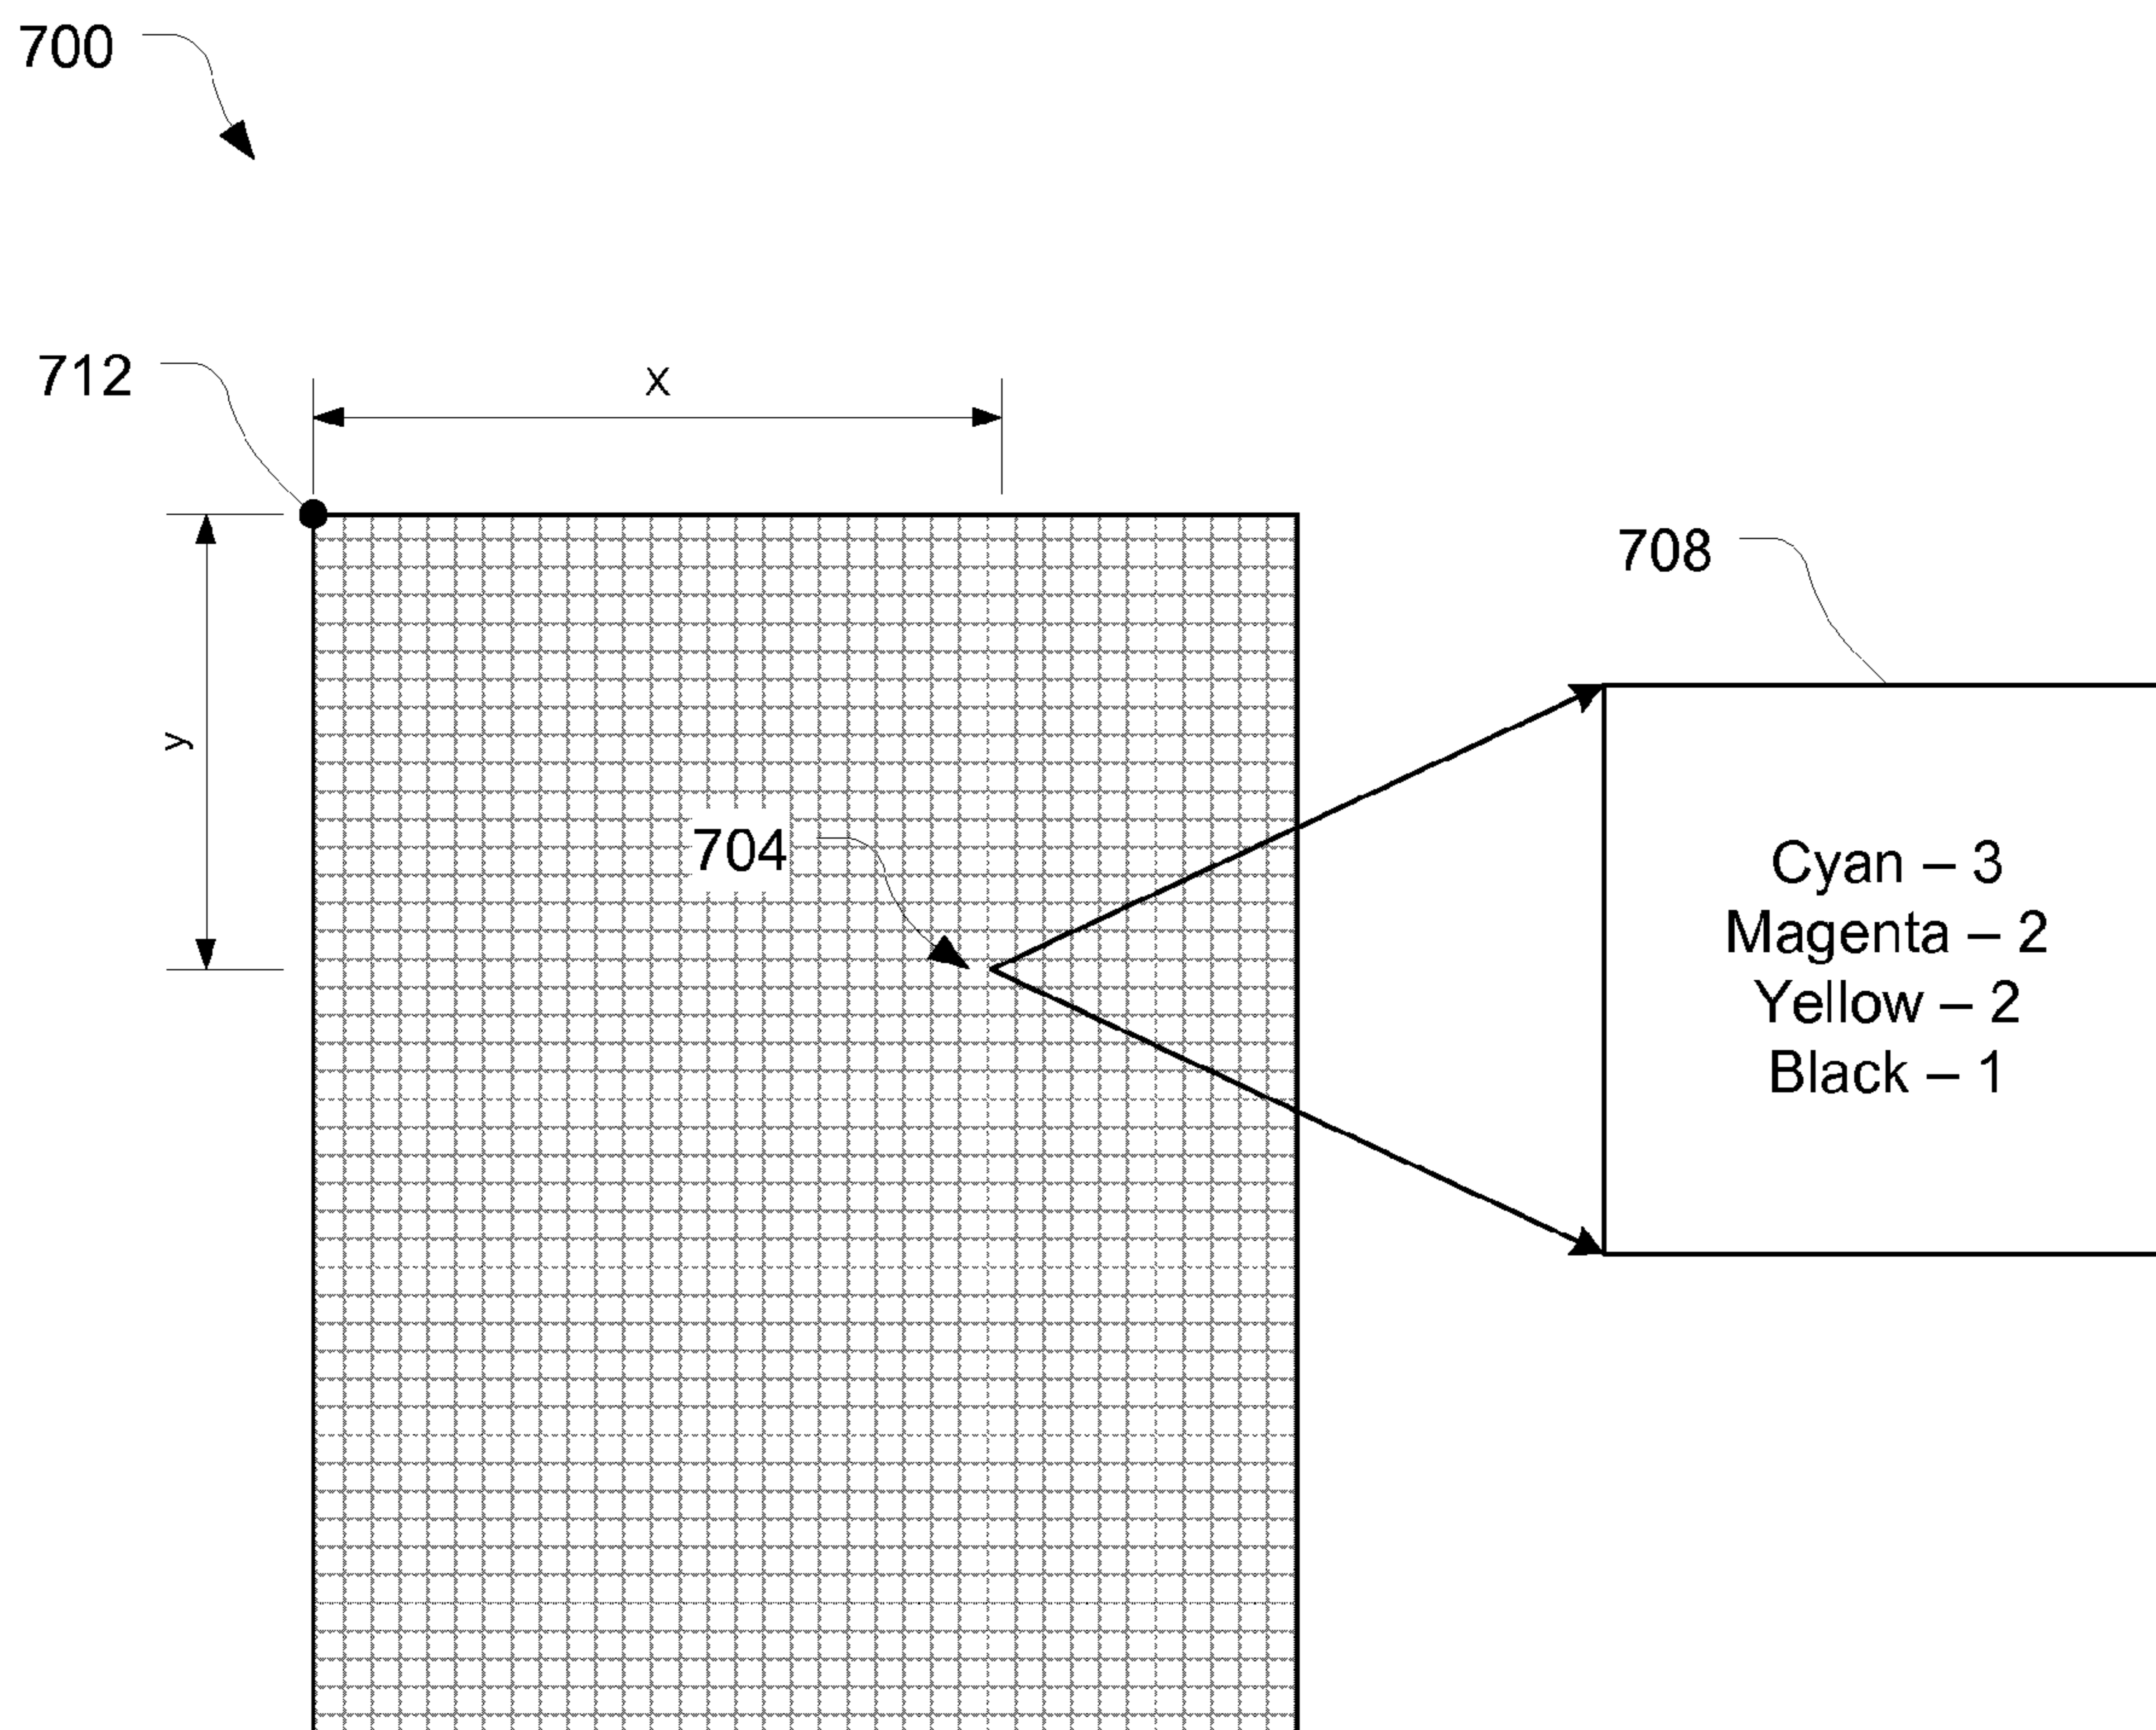 700
712
x
708
y
704
Cyan – 3
Magenta – 2
Yellow – 2
Black – 1